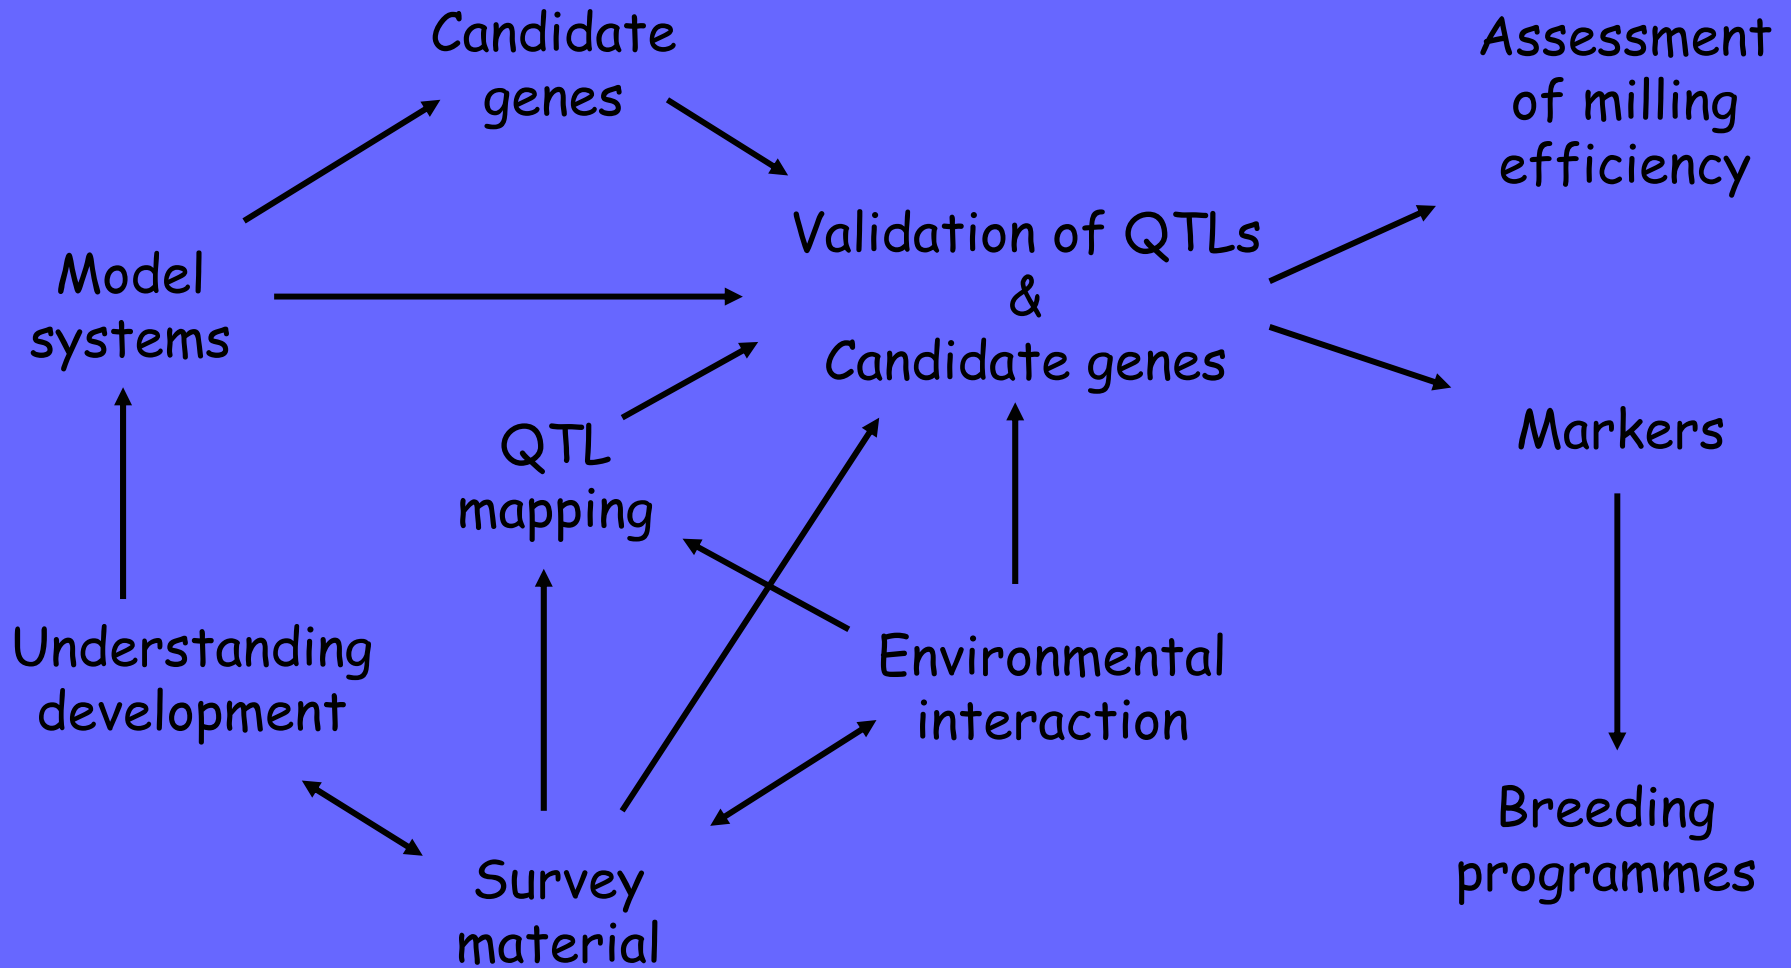 Candidate
genes
Assessment
of milling
efficiency
Validation of QTLs
&
Candidate genes
Model
systems
QTL
mapping
Markers
Understanding
development
Environmental
interaction
Breeding
programmes
Survey
material